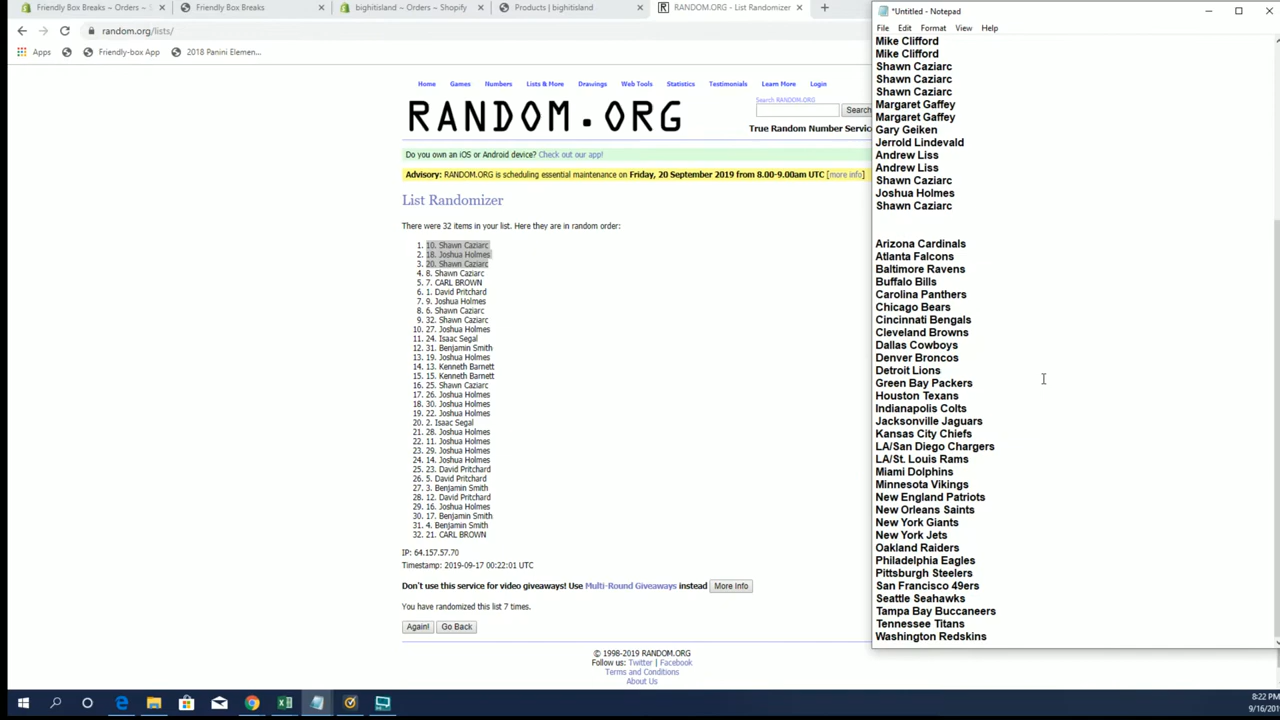 Friendly Box Breaks ~ Orders ~ S
Friendly Box Breaks
bighitisland ~ Orders ~ Shopify
Products | bighitisland
RANDOM.ORG - List Randomizer
*Untitled - Notepad
random.org/lists/
File Edit Format View Help
Apps
Friendly-box App
2018 Panini Elemen...
Home Games Numbers Lists & More Drawings Web Tools Statistics Testimonials Learn More Login
RANDOM.ORG
Search RANDOM.ORG
Search
True Random Number Servic
Do you own an iOS or Android device? Check out our app!
Advisory: RANDOM.ORG is scheduling essential maintenance on Friday, 20 September 2019 from 8.00-9.00am UTC [more info]
List Randomizer
There were 32 items in your list. Here they are in random order:
1. 10. Shawn Caziarc
2. 18. Joshua Holmes
3. 20. Shawn Caziarc
4. 8. Shawn Caziarc
5. 7. CARL BROWN
6. 1. David Pritchard
7. 9. Joshua Holmes
8. 6. Shawn Caziarc
9. 32. Shawn Caziarc
10. 27. Joshua Holmes
11. 24. Isaac Segal
12. 31. Benjamin Smith
13. 19. Joshua Holmes
14. 13. Kenneth Barnett
15. 15. Kenneth Barnett
16. 25. Shawn Caziarc
17. 26. Joshua Holmes
18. 30. Joshua Holmes
19. 22. Joshua Holmes
20. 2. Isaac Segal
21. 28. Joshua Holmes
22. 11. Joshua Holmes
23. 29. Joshua Holmes
24. 14. Joshua Holmes
25. 23. David Pritchard
26. 5. David Pritchard
27. 3. Benjamin Smith
28. 12. David Pritchard
29. 16. Joshua Holmes
30. 17. Benjamin Smith
31. 4. Benjamin Smith
32. 21. CARL BROWN
IP: 64.157.57.70
Timestamp: 2019-09-17 00:22:01 UTC
Don't use this service for video giveaways! Use Multi-Round Giveaways instead More Info
You have randomized this list 7 times.
Again! Go Back
© 1998-2019 RANDOM.ORG
Follow us: Twitter | Facebook
Terms and Conditions
About Us
Mike Clifford
Mike Clifford
Shawn Caziarc
Shawn Caziarc
Shawn Caziarc
Margaret Gaffey
Margaret Gaffey
Gary Geiken
Jerrold Lindevald
Andrew Liss
Andrew Liss
Shawn Caziarc
Joshua Holmes
Shawn Caziarc
Arizona Cardinals
Atlanta Falcons
Baltimore Ravens
Buffalo Bills
Carolina Panthers
Chicago Bears
Cincinnati Bengals
Cleveland Browns
Dallas Cowboys
Denver Broncos
Detroit Lions
Green Bay Packers
Houston Texans
Indianapolis Colts
Jacksonville Jaguars
Kansas City Chiefs
LA/San Diego Chargers
LA/St. Louis Rams
Miami Dolphins
Minnesota Vikings
New England Patriots
New Orleans Saints
New York Giants
New York Jets
Oakland Raiders
Philadelphia Eagles
Pittsburgh Steelers
San Francisco 49ers
Seattle Seahawks
Tampa Bay Buccaneers
Tennessee Titans
Washington Redskins
8:22 PM
9/16/201